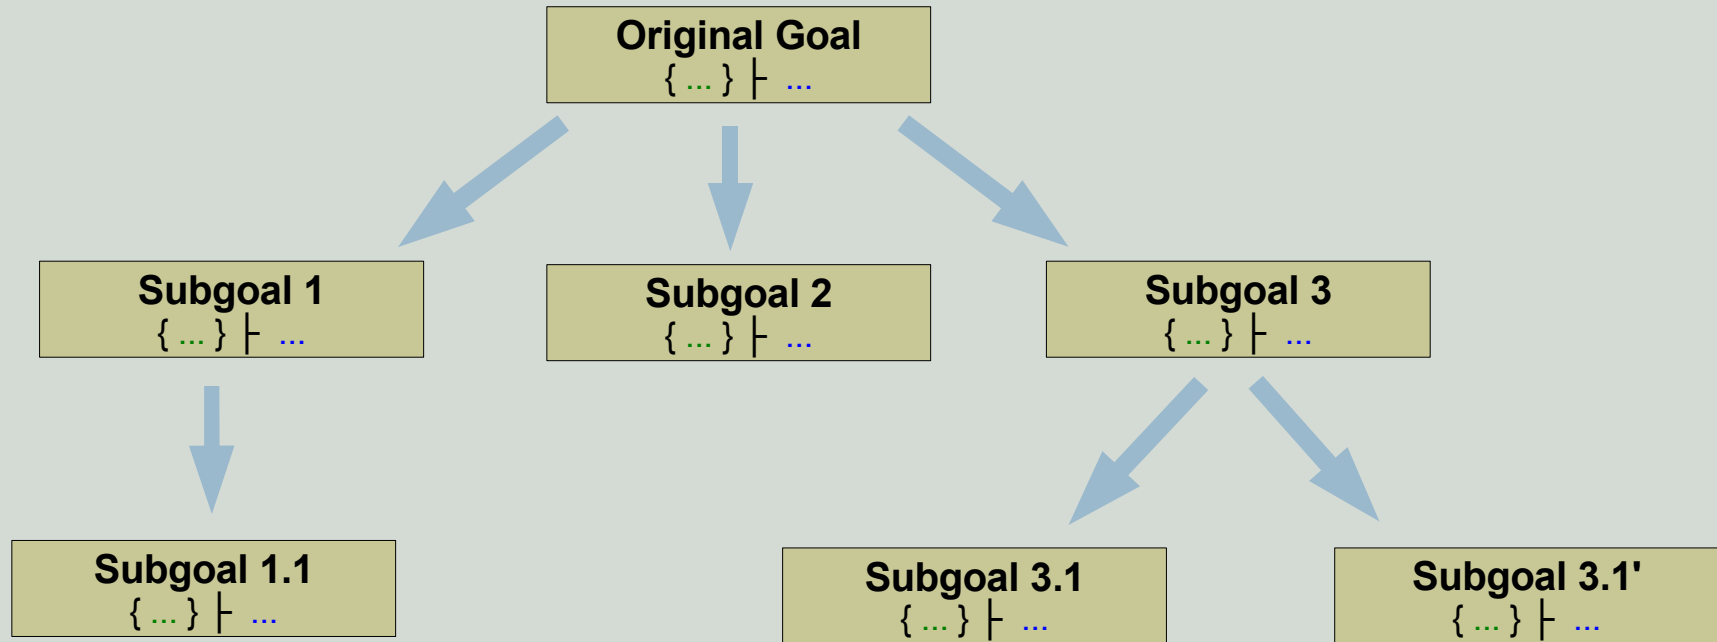 Original Goal
{ ... } ├ ...
Subgoal 1
{ ... } ├ ...
Subgoal 2
{ ... } ├ ...
Subgoal 3
{ ... } ├ ...
Subgoal 1.1
{ ... } ├ ...
Subgoal 3.1
{ ... } ├ ...
Subgoal 3.1'
{ ... } ├ ...